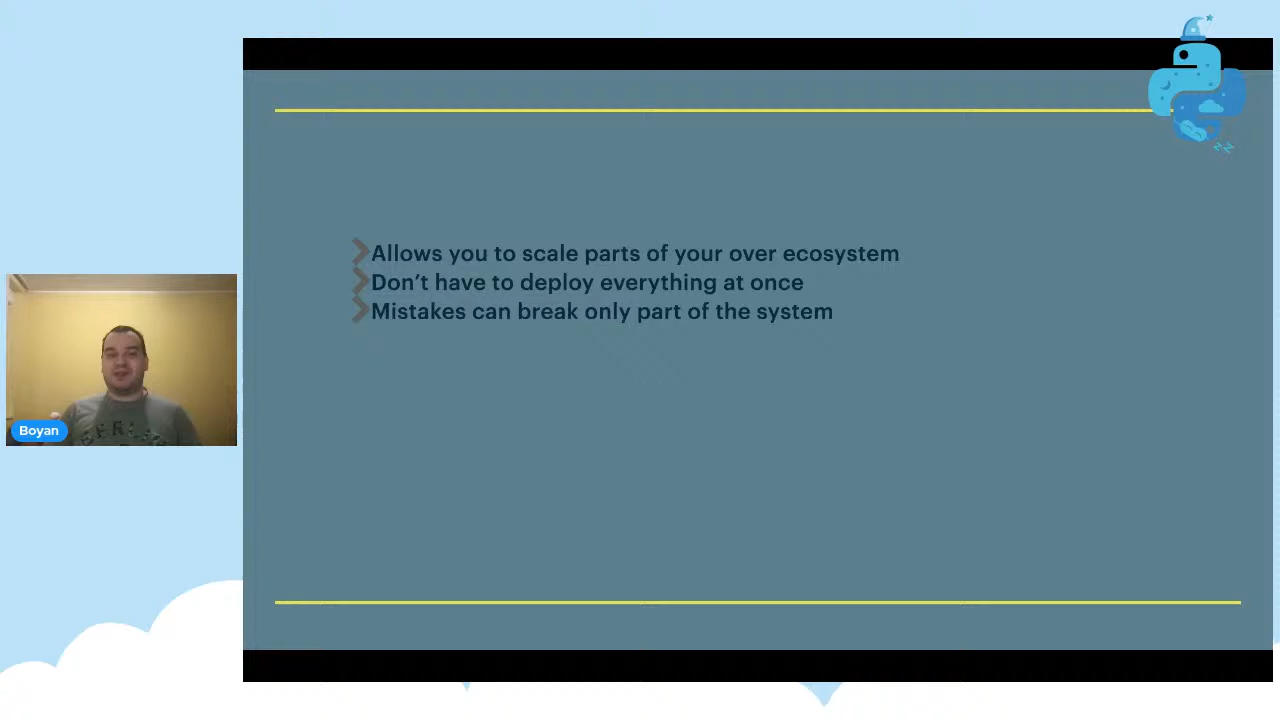 Allows you to scale parts of your over ecosystem
Don't have to deploy everything at once
Mistakes can break only part of the system
Boyan
zZ